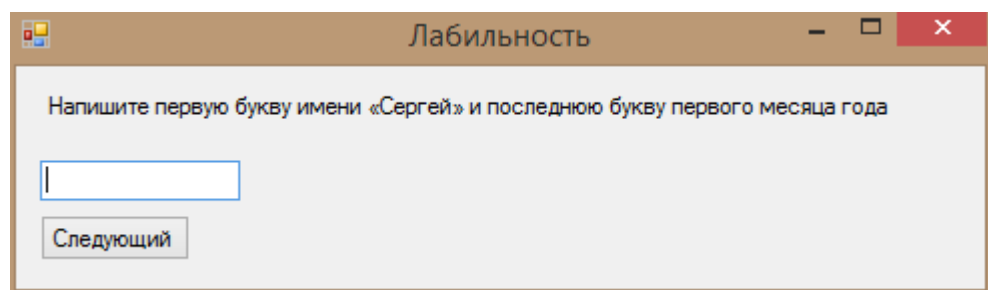 Лабильность
Напишите первую букву имени «Сергей» и последнюю букву первого месяца года
Следующий